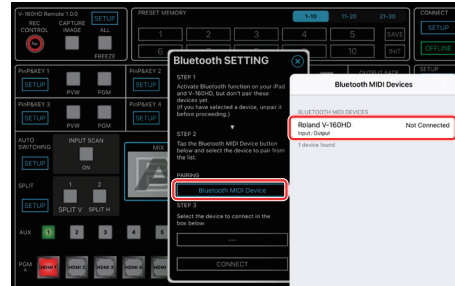 V-160HD Remote 1.0.0
SETUP
PRESET MEMORY
1-10
11-20
21-30
CONNECT
REC CONTROL
CAPTURE IMAGE
ALL
FREEZE
1
2
3
4
5
SAVE
SETUP
6
10
INIT
OFFLINE
PinP&KEY 1
PinP&KEY 2
SETUP
PVW
PGM
SETUP
PinP&KEY 3
PinP&KEY 4
SETUP
PVW
PGM
SETUP
AUTO SWITCHING
INPUT SCAN
MIX
SETUP
ON
SPLIT
1
2
SETUP
SPLIT V
SPLIT H
AUX
1
2
3
4
5
PGM A
HDMI 1
HDMI 2
HDMI 3
HDMI 4
Bluetooth SETTING
STEP 1
Activate Bluetooth function on your iPad
and V-160HD, but don't pair these
devices yet.
(If you have selected a device, unpair it
before proceeding.)
STEP 2
Tap the Bluetooth MIDI Device button
below and select the device to pair from
the list.
PAIRING
Bluetooth MIDI Device
STEP 3
Select the device to connect in the
box below.
---
CONNECT
OUTPUT FADE
SETUP
Bluetooth MIDI Devices
BLUETOOTH MIDI DEVICES
Roland V-160HD
Not Connected
Input / Output
1 device found